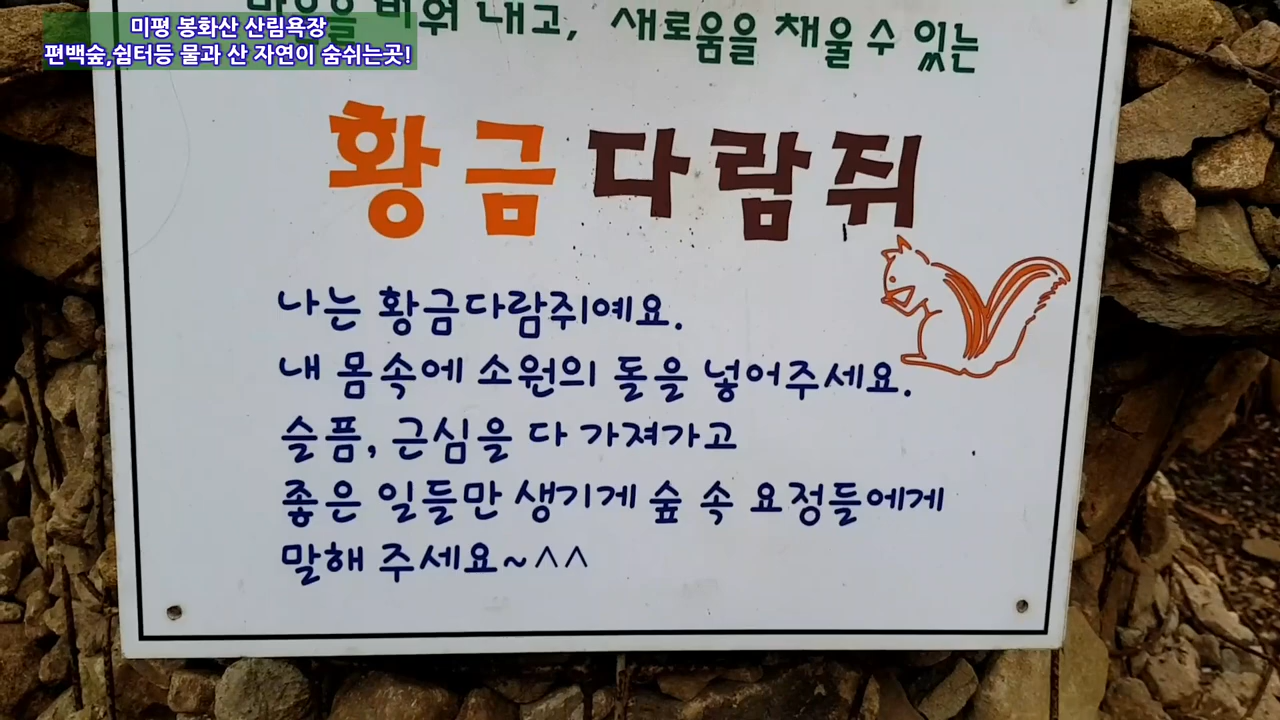 미평 봉화산 산림욕장
편백숲,쉼터등 물과 산 자연이 숨쉬는곳!
비워 내고, 새로움을 채울 수 있는
황금다람쥐
나는 황금다람쥐예요.
내 몸속에 소원의 돌을 넣어주세요.
슬픔, 근심을 다 가져가고
좋은 일들만 생기게 숲 속 요정들에게
말해 주세요~^^